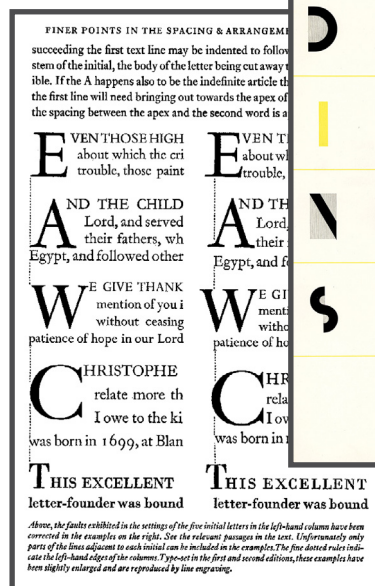 FINER POINTS IN THE SPACING & ARRANGEM
succeeding the first text line may be indented to follow
stem of the initial, the body of the letter being cut away
ible. If the A happens also to be the indefinite article th
the first line will need bringing out towards the apex of
the spacing between the apex and the second word is a
EVEN THOSE HIGH
about which the cri
trouble, those paint
AND THE CHILD
Lord, and served
their fathers, wh
Egypt, and followed other
WE GIVE THANK
mention of you i
without ceasing
patience of hope in our Lord
CHRISTOPHE
relate more th
I owe to the ki
was born in 1699, at Blan
THIS EXCELLENT
letter-founder was bound
EVEN T
about wh
trouble,
AND TH
Lord,
their
Egypt, and fo
WE GI
menti
witho
patience of ho
CHR
rela
I ow
was born in
THIS EXCELLENT
letter-founder was bound
Above, the faults exhibited in the settings of the five initial letters in the left-hand column have been
corrected in the examples on the right. See the relevant passages in the text. Unfortunately only
parts of the lines adjacent to each initial can be included in the examples. The fine dotted rules indi-
cate the left-hand edges of the columns. Type-set in the first and second editions, these examples have
been slightly enlarged and are reproduced by line engraving.
D
I
N
S